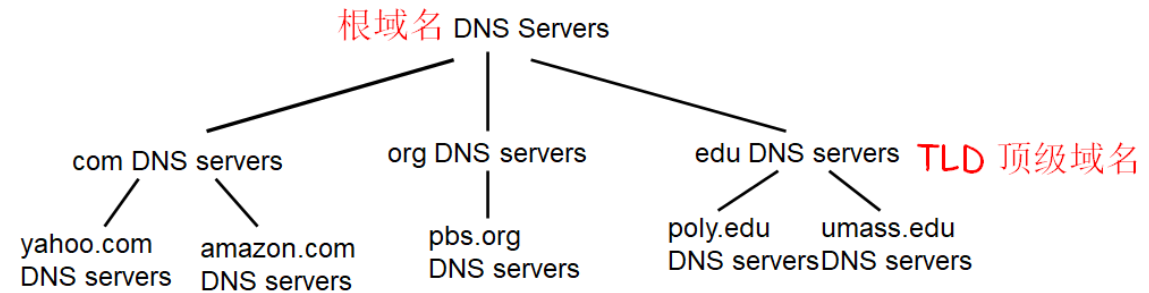 根域名 DNS Servers
com DNS servers
org DNS servers
edu DNS servers
TLD 顶级域名
yahoo.com
DNS servers
amazon.com
DNS servers
pbs.org
DNS servers
poly.edu
DNS servers
umass.edu
DNS servers